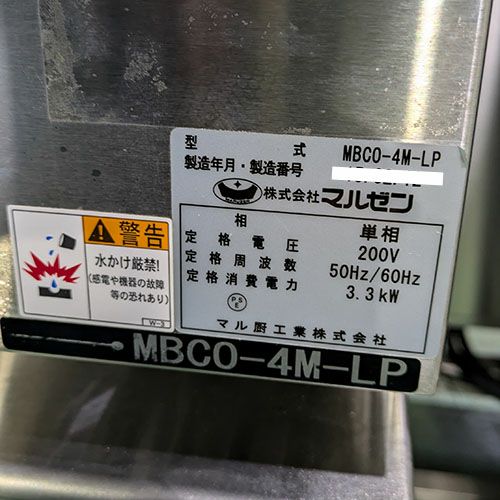 型 式 MBCO-4M-LP
製造年月・製造番号
株式会社マルゼン
相 単相
定格電圧 200V
定格周波数 50Hz/60Hz
定格消費電力 3.3kW
PSE
マル厨工業株式会社
警告
水かけ厳禁!
(感電や機器の故障
等の恐れあり)
W-3
MBCO-4M-LP